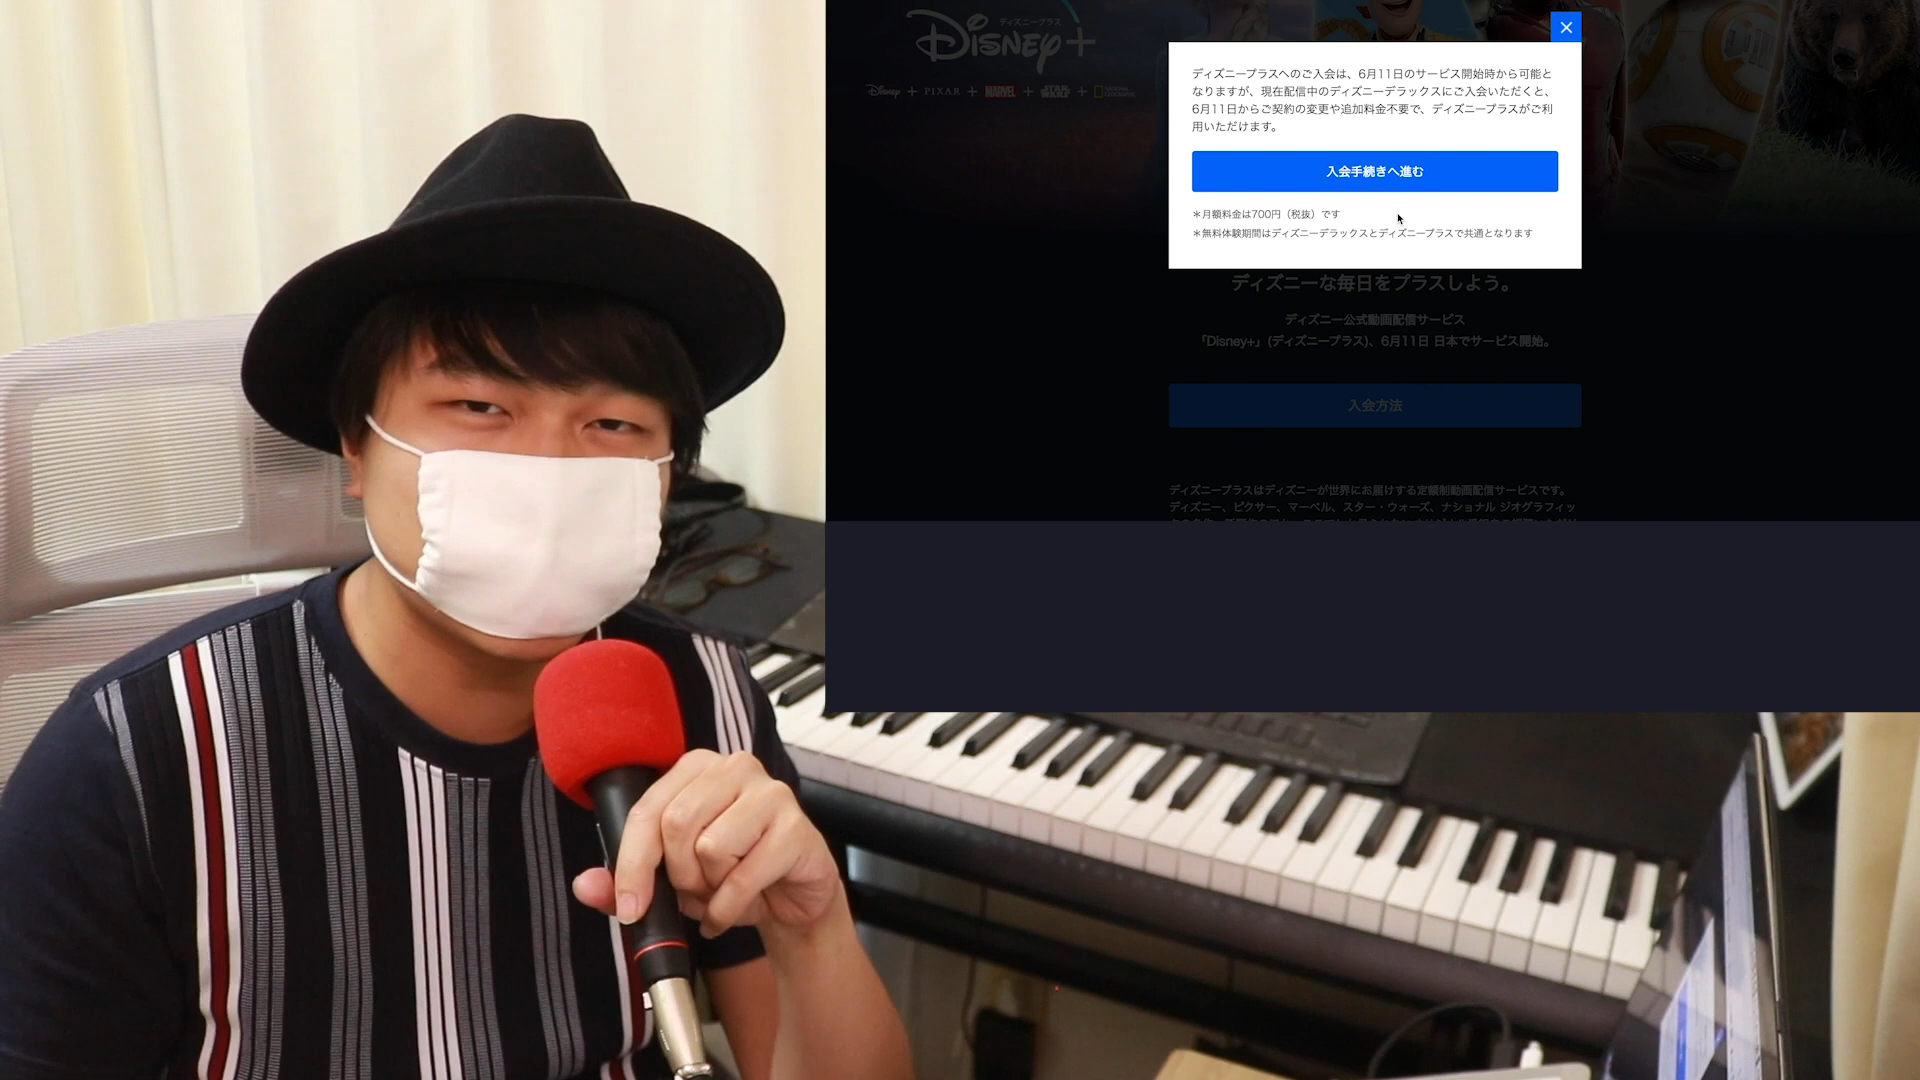 ディズニープラス
Disney+
Disney + PIXAR + MARVEL + STAR WARS + NATIONAL GEOGRAPHIC
ディズニープラスへのご入会は、6月11日のサービス開始時から可能と
なりますが、現在配信中のディズニーデラックスにご入会いただくと、
6月11日からご契約の変更や追加料金不要で、ディズニープラスがご利
用いただけます。
入会手続きへ進む
＊月額料金は700円（税抜）です
＊無料体験期間はディズニーデラックスとディズニープラスで共通となります
ディズニーな毎日をプラスしよう。
ディズニー公式動画配信サービス
「Disney+」(ディズニープラス)、6月11日 日本でサービス開始。
入会方法
ディズニープラスはディズニーが世界にお届けする定額制動画配信サービスです。
ディズニー、ピクサー、マーベル、スター・ウォーズ、ナショナル ジオグラフィッ